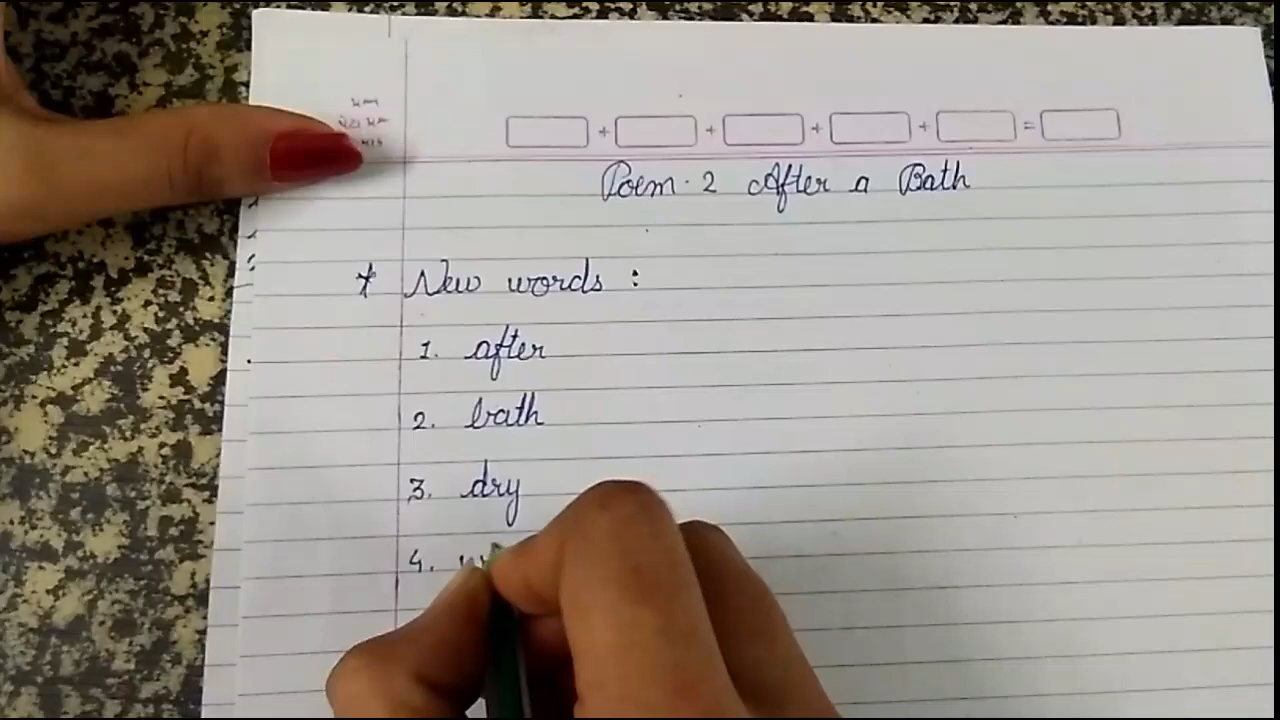 + + + + =
Poem. 2 After a Bath
* New words :
1. after
2. bath
3. dry
4.